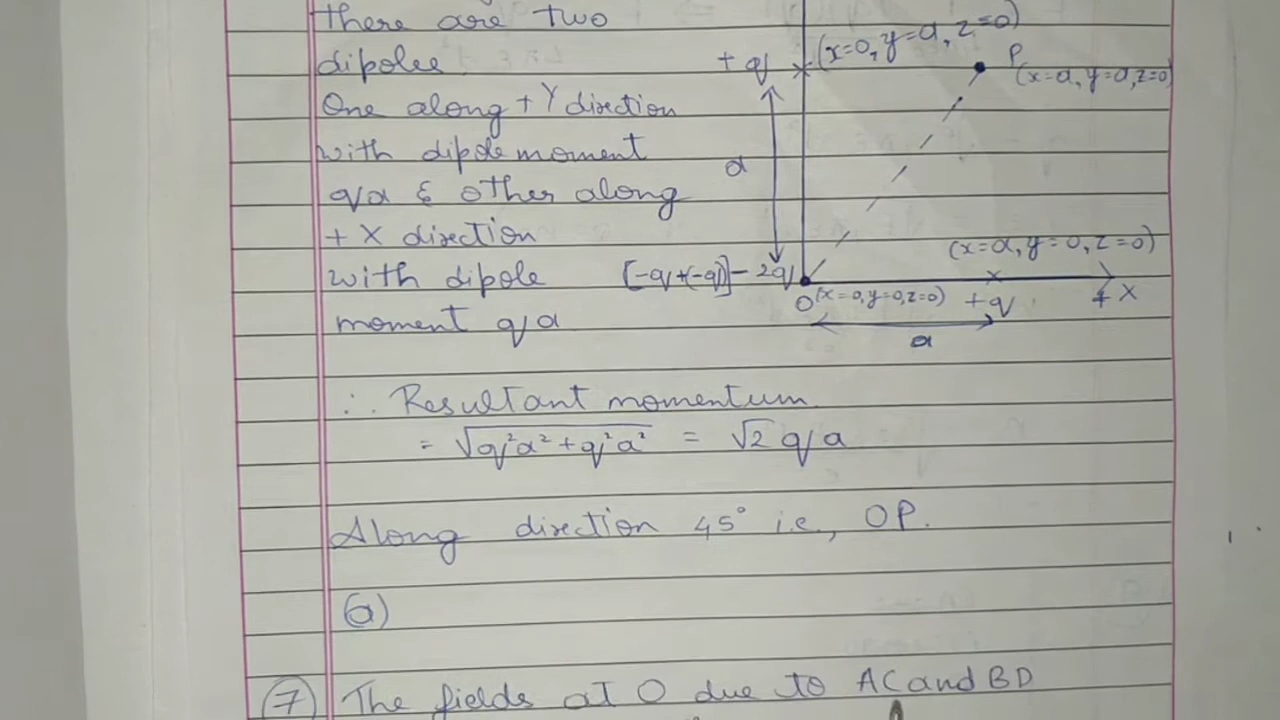 there are two
dipoles
One along + Y direction
with dipole moment
qa & other along
+ X direction
with dipole
moment qa
+q
(x=0, y=a, z=0)
P
(x=a, y=a, z=0)
a
[-q+(-q)] -2q
O
(x=0, y=0, z=0)
(x=a, y=0, z=0)
+q
+ X
a
∴ Resultant momentum
= √q²a² + q²a² = √2 qa
Along direction 45° i.e., OP.
(a)
(7) The fields at O due to AC and BD